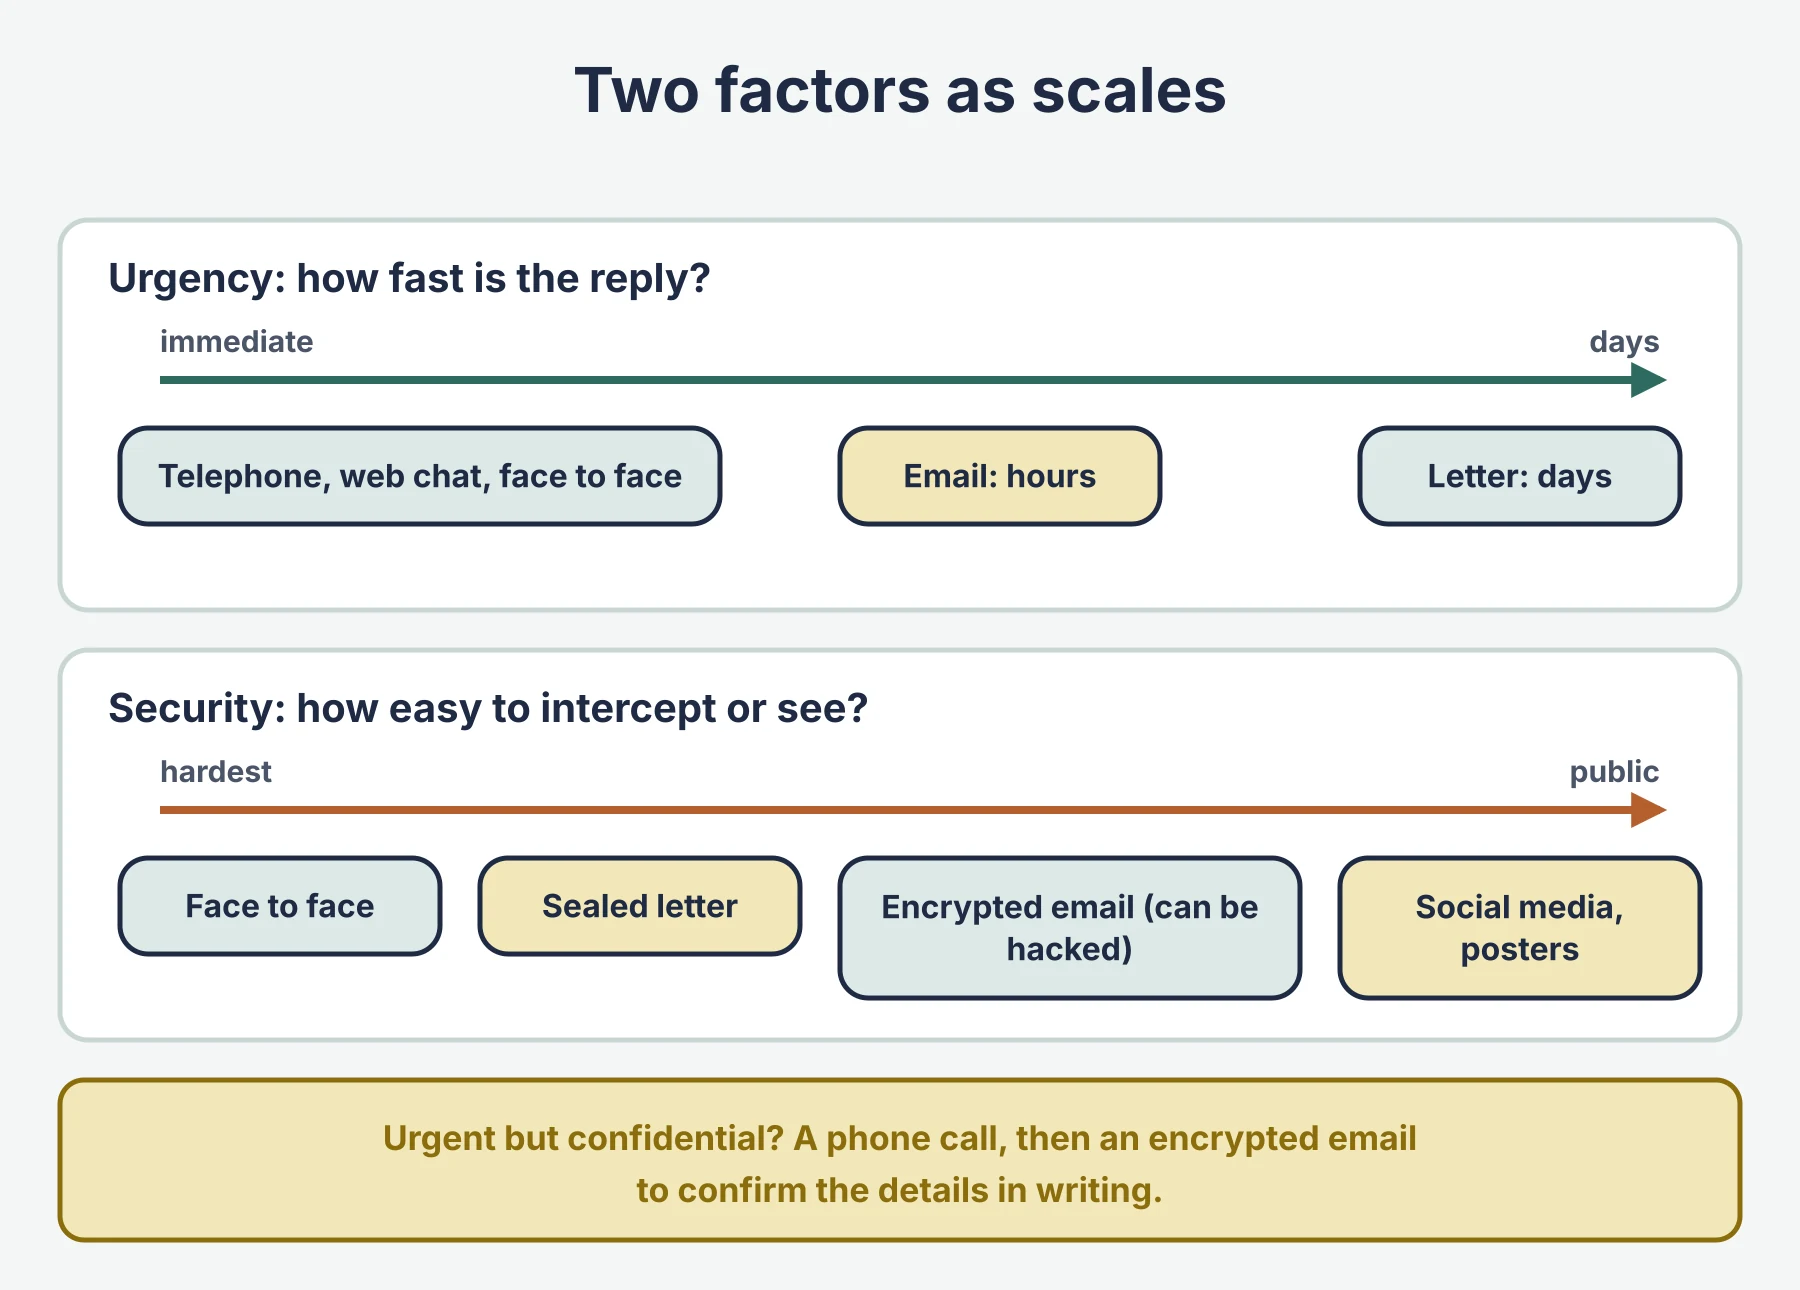 Two factors as scales
Urgency: how fast is the reply?
immediate
days
Telephone, web chat, face to face
Email: hours
Letter: days
Security: how easy to intercept or see?
hardest
public
Face to face
Sealed letter
Encrypted email (can be
hacked)
Social media,
posters
Urgent but confidential? A phone call, then an encrypted email
to confirm the details in writing.